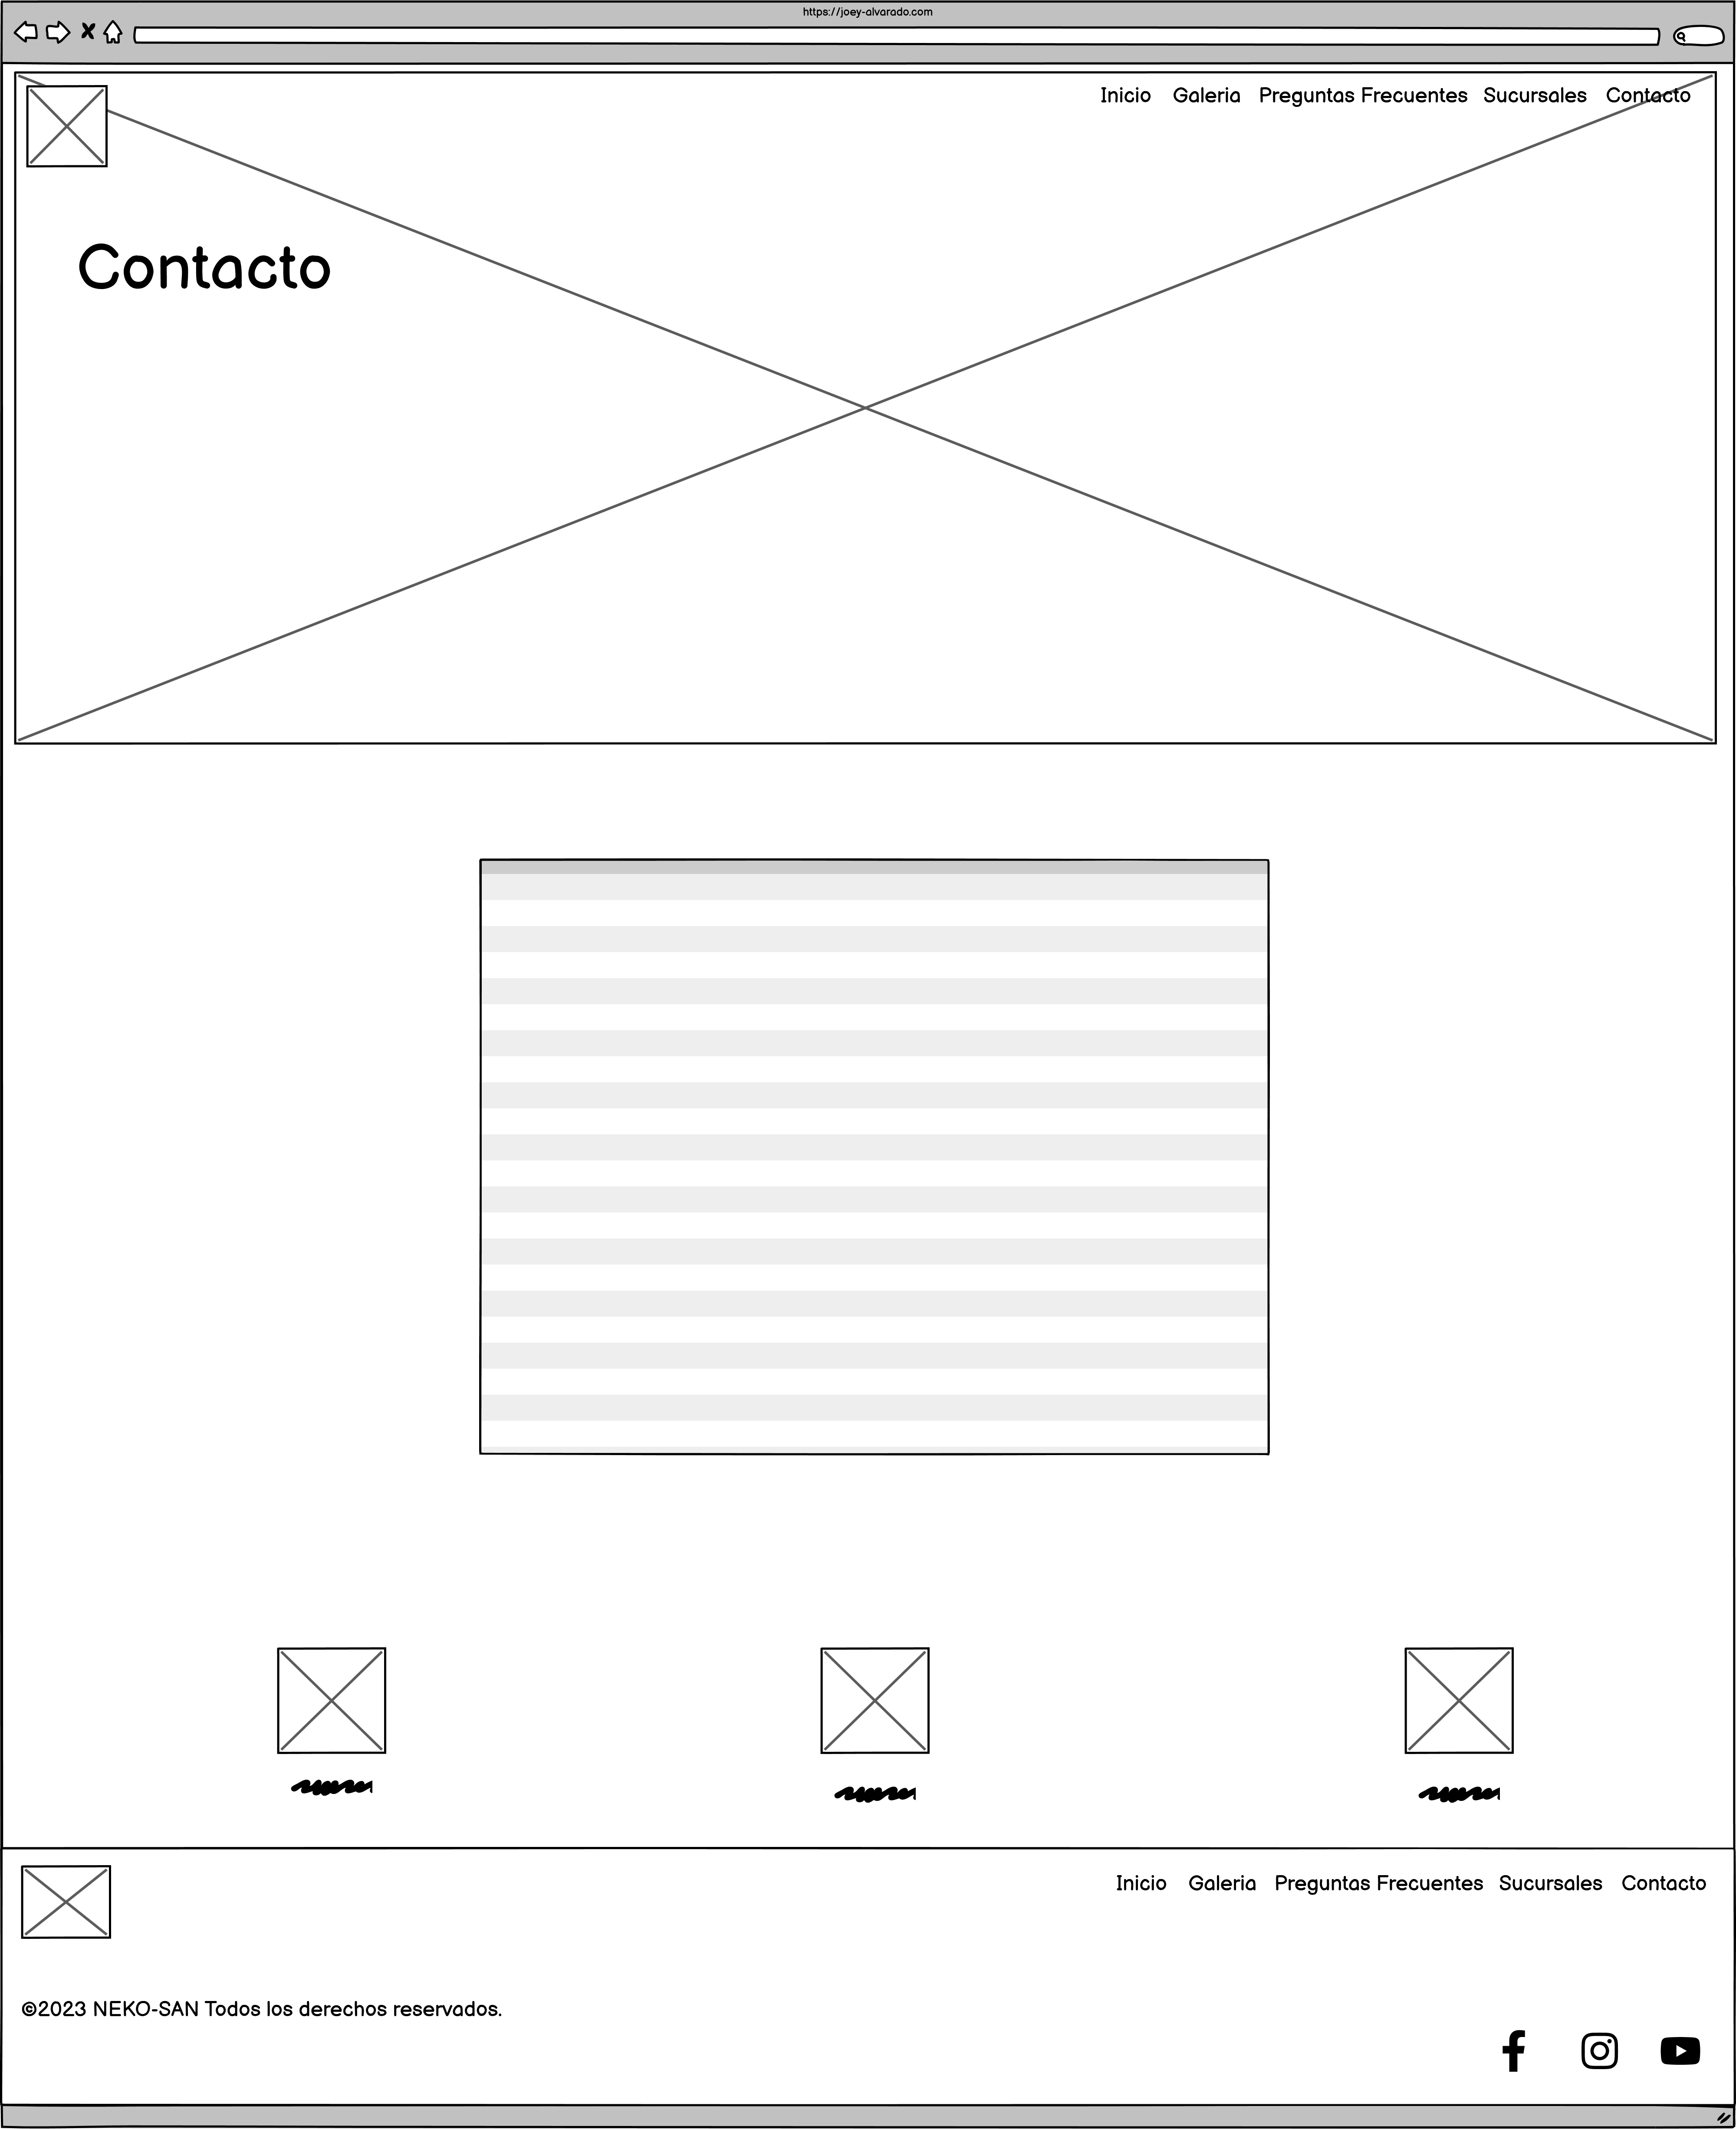 https://joey-alvarado.com
Inicio Galeria Preguntas Frecuentes Sucursales Contacto
Contacto
Inicio Galeria Preguntas Frecuentes Sucursales Contacto
©2023 NEKO-SAN Todos los derechos reservados.